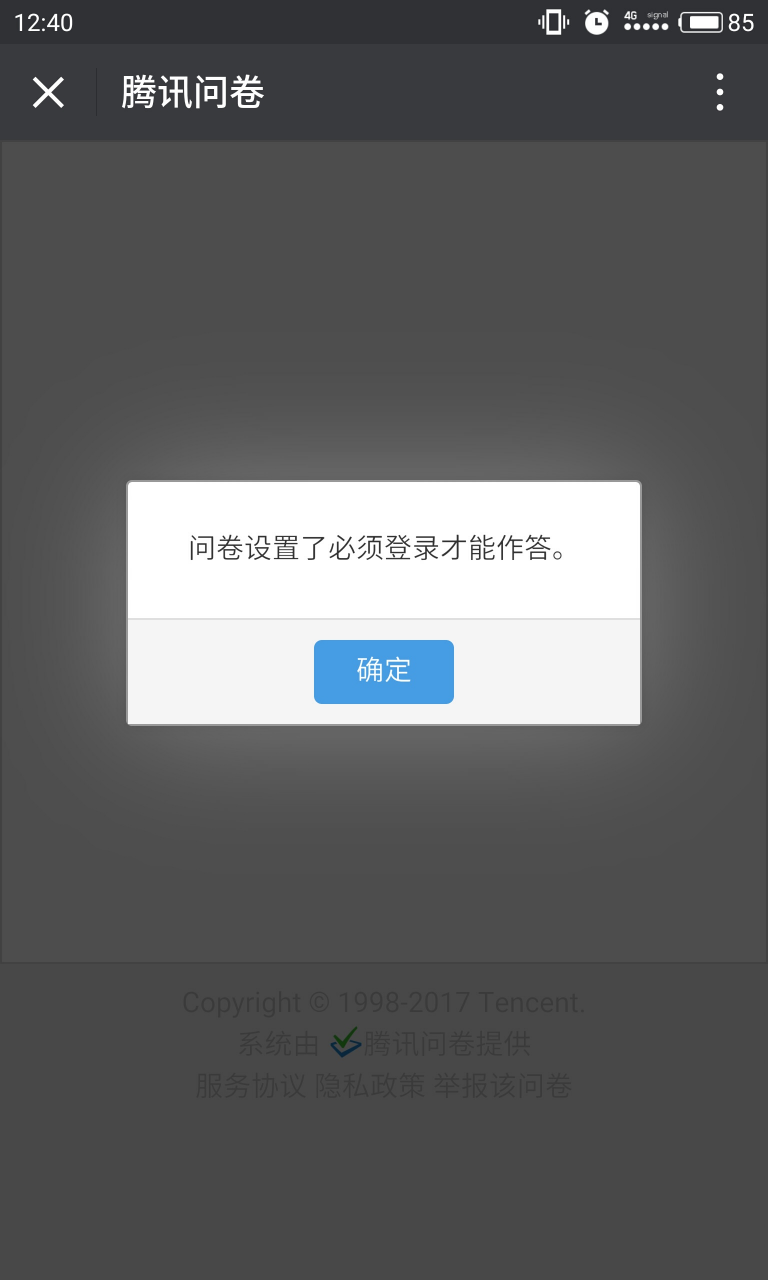 12:40
4G signal
85
腾讯问卷
问卷设置了必须登录才能作答。
确定
Copyright © 1998-2017 Tencent.
系统由 腾讯问卷提供
服务协议 隐私政策 举报该问卷